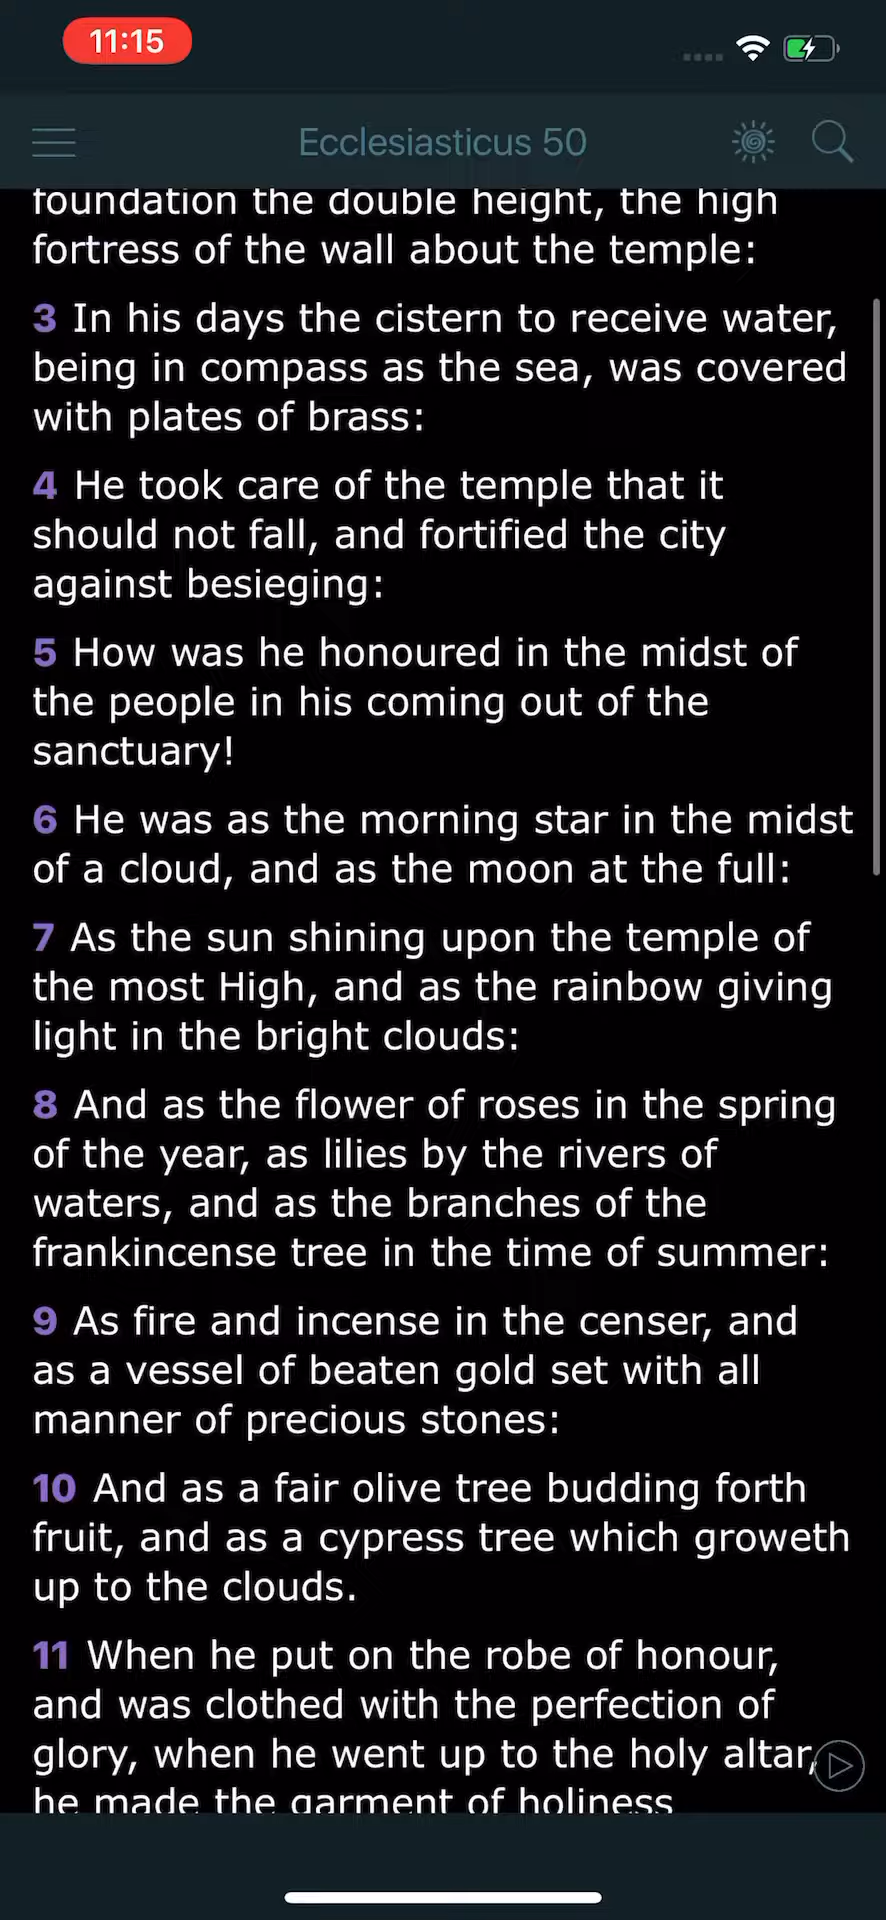 11:15
Ecclesiasticus 50
foundation the double height, the high
fortress of the wall about the temple:
3 In his days the cistern to receive water,
being in compass as the sea, was covered
with plates of brass:
4 He took care of the temple that it
should not fall, and fortified the city
against besieging:
5 How was he honoured in the midst of
the people in his coming out of the
sanctuary!
6 He was as the morning star in the midst
of a cloud, and as the moon at the full:
7 As the sun shining upon the temple of
the most High, and as the rainbow giving
light in the bright clouds:
8 And as the flower of roses in the spring
of the year, as lilies by the rivers of
waters, and as the branches of the
frankincense tree in the time of summer:
9 As fire and incense in the censer, and
as a vessel of beaten gold set with all
manner of precious stones:
10 And as a fair olive tree budding forth
fruit, and as a cypress tree which groweth
up to the clouds.
11 When he put on the robe of honour,
and was clothed with the perfection of
glory, when he went up to the holy altar,
he made the garment of holiness